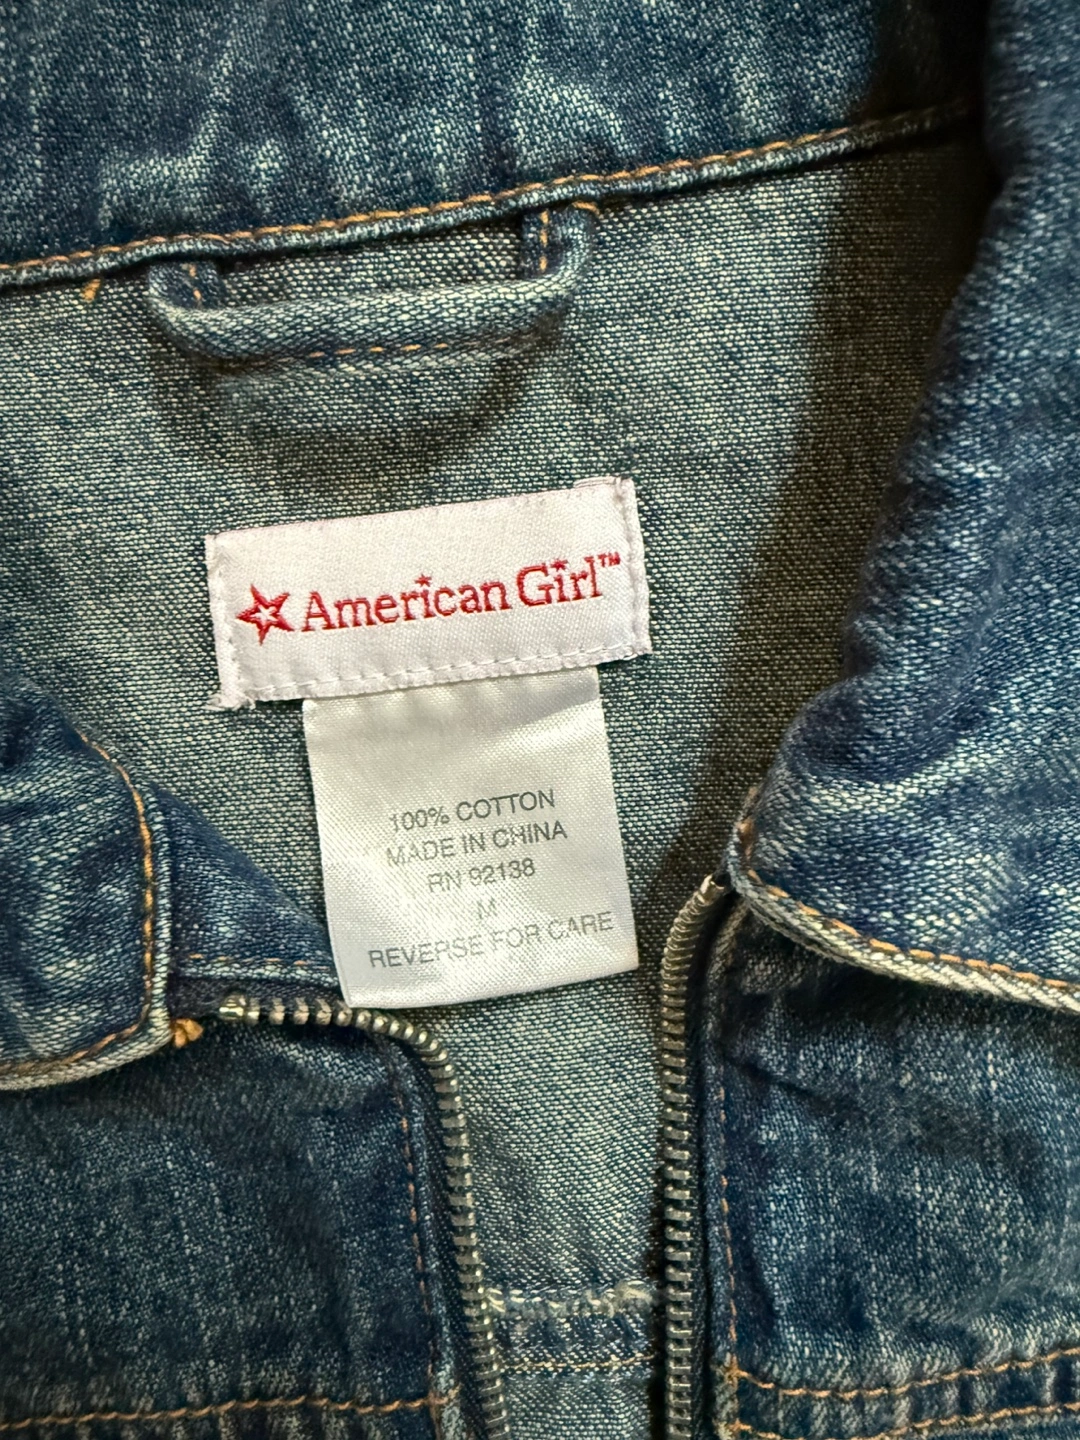 American Girl™
100% COTTON
MADE IN CHINA
RN 92138
M
REVERSE FOR CARE